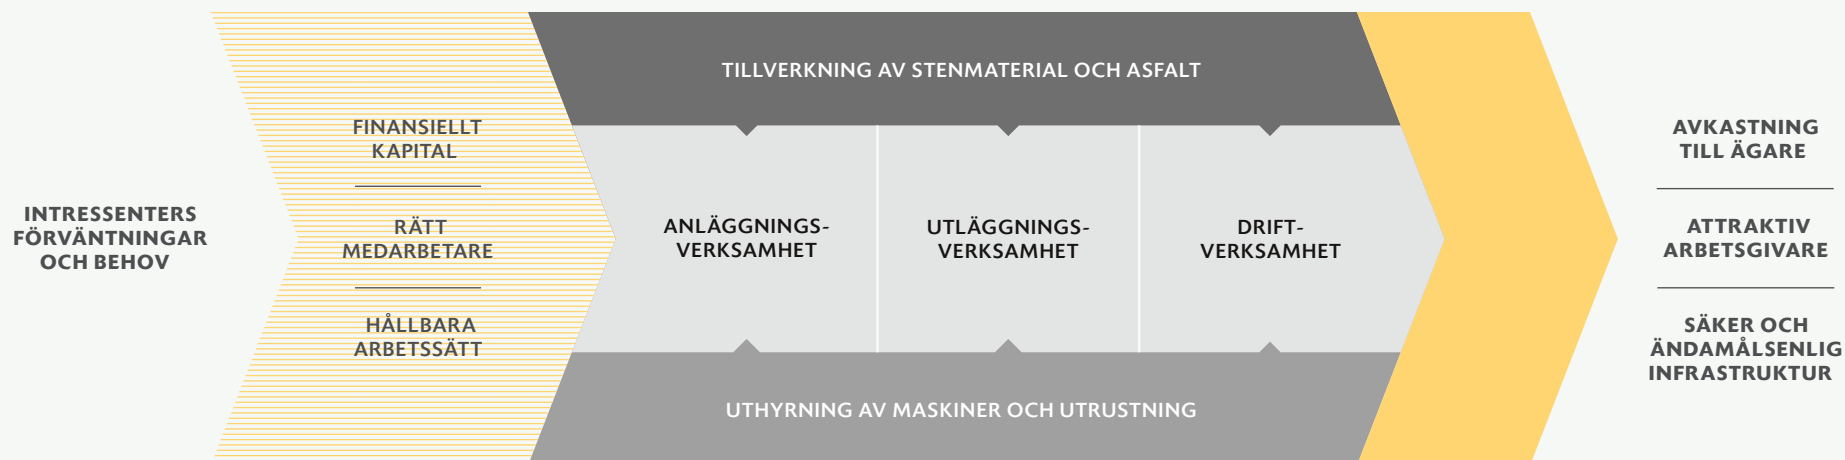 INTRESSENTERS
FÖRVÄNTNINGAR
OCH BEHOV
FINANSIELLT
KAPITAL
RÄTT
MEDARBETARE
HÅLLBARA
ARBETSSÄTT
TILLVERKNING AV STENMATERIAL OCH ASFALT
ANLÄGGNINGS-
VERKSAMHET
UTLÄGGNINGS-
VERKSAMHET
DRIFT-
VERKSAMHET
UTHYRNING AV MASKINER OCH UTRUSTNING
AVKASTNING
TILL ÄGARE
ATTRAKTIV
ARBETSGIVARE
SÄKER OCH
ÄNDAMÅLSENLIG
INFRASTRUKTUR